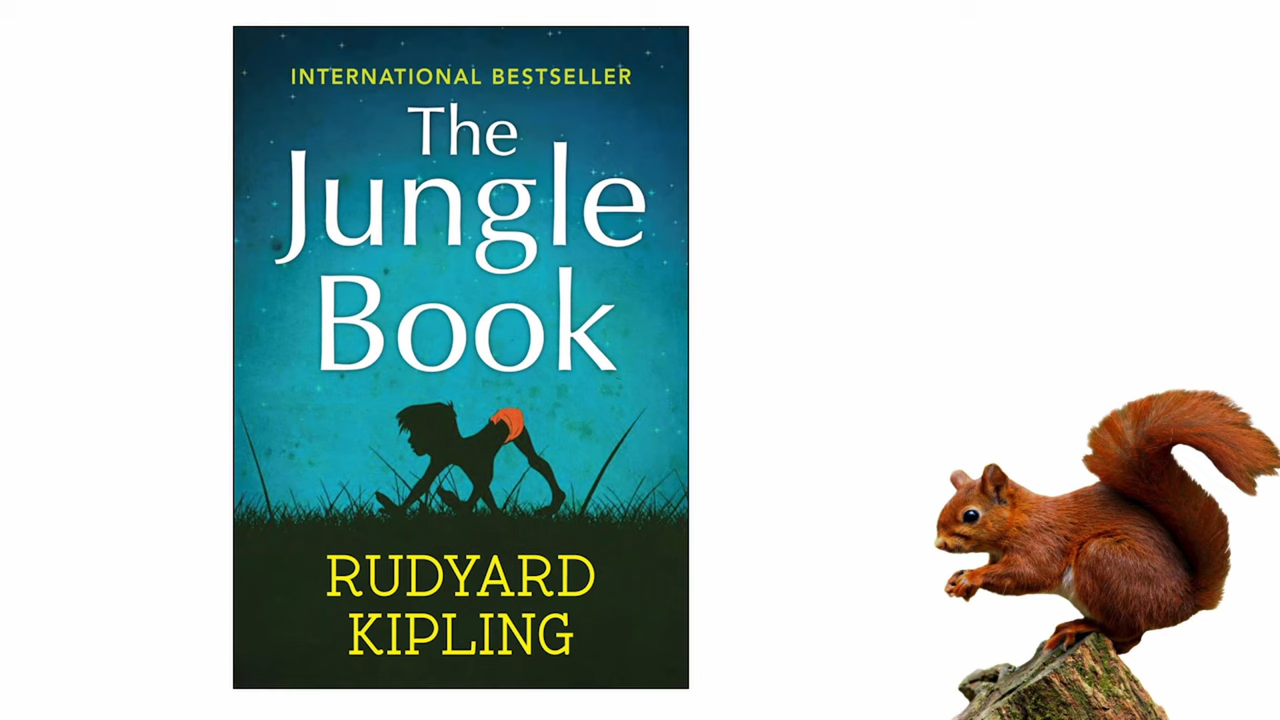 INTERNATIONAL BESTSELLER
The
Jungle
Book
RUDYARD
KIPLING